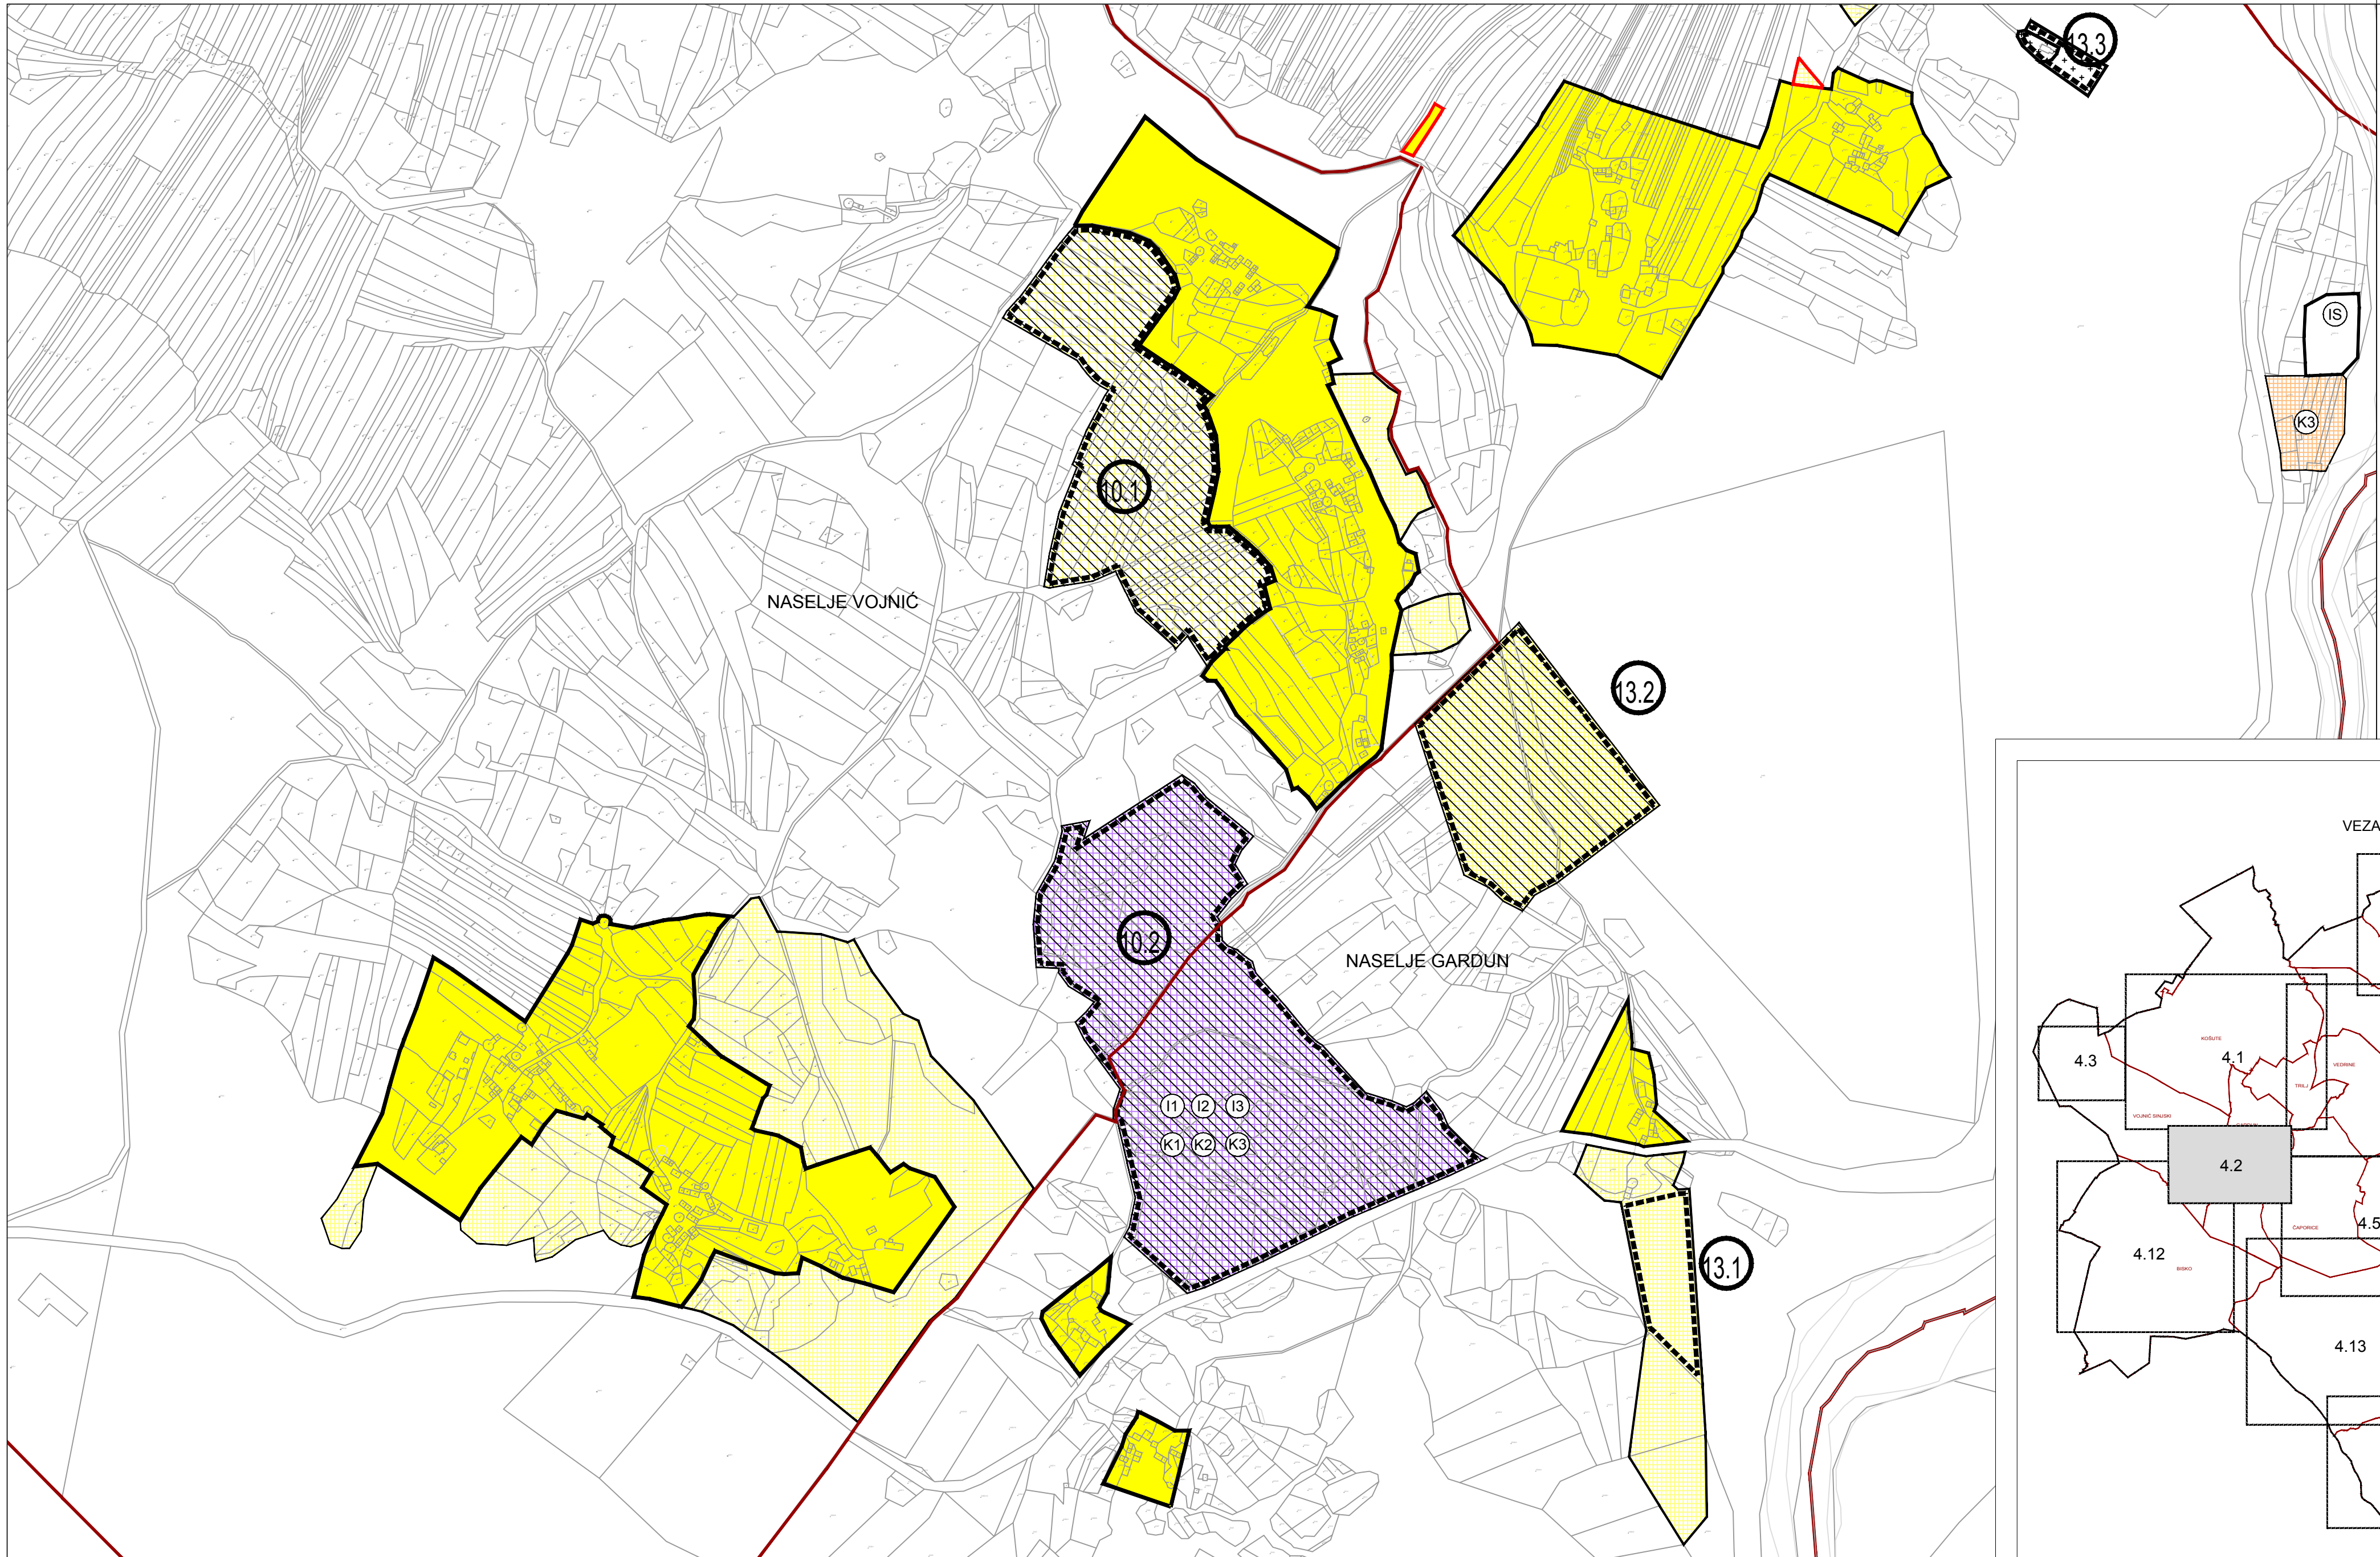 13.3
IS
K3
10.1
NASELJE VOJNIĆ
13.2
VEZA
10.2
NASELJE GARDUN
KOŠUTE
4.3
4.1
VEDRINE
TRILJ
I1 I2 I3
VOJNIĆ SINJSKI
K1 K2 K3
4.2
4.5
ČAPORICE
4.12
13.1
BISKO
4.13